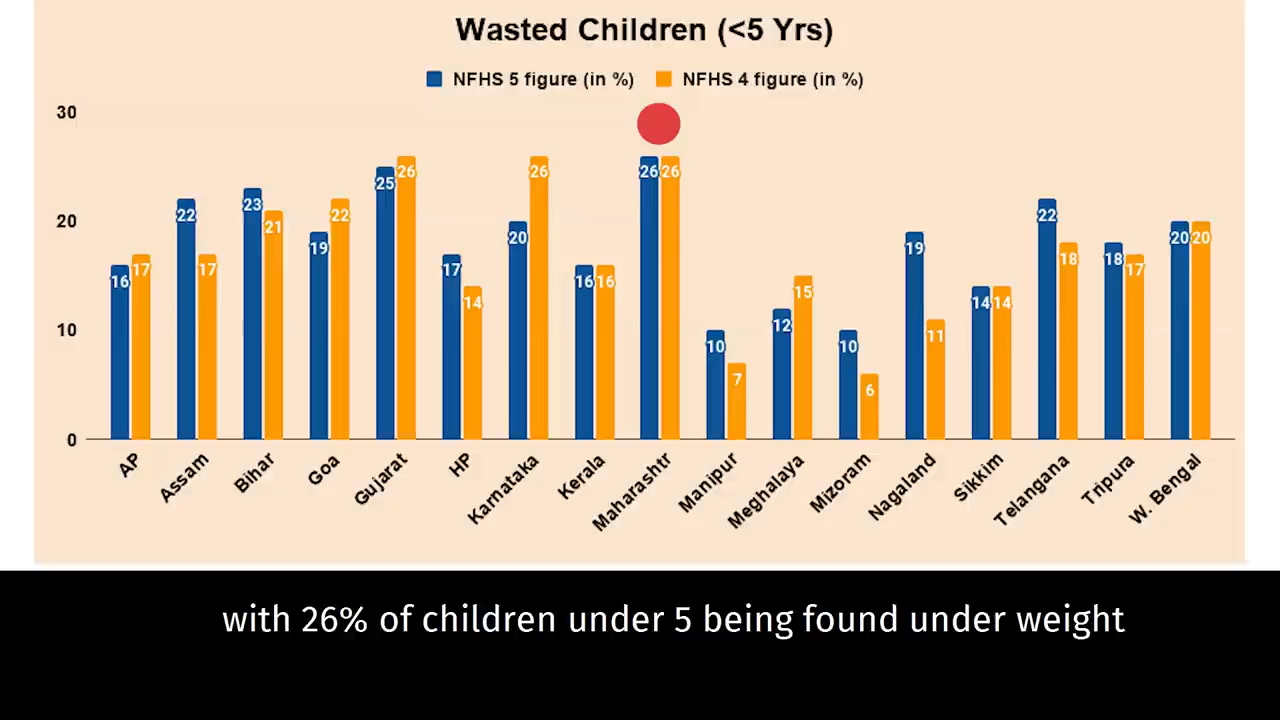 Wasted Children (<5 Yrs)
NFHS 5 figure (in %) NFHS 4 figure (in %)
30
20
10
0
16 17 22 17 23 21 19 22 25 26 17 14 20 26 16 16 26 26 10 7 12 15 10 6 19 11 14 14 22 18 18 17 20 20
AP Assam Bihar Goa Gujarat HP Karnataka Kerala Maharashtr Manipur Meghalaya Mizoram Nagaland Sikkim Telangana Tripura W. Bengal
with 26% of children under 5 being found under weight